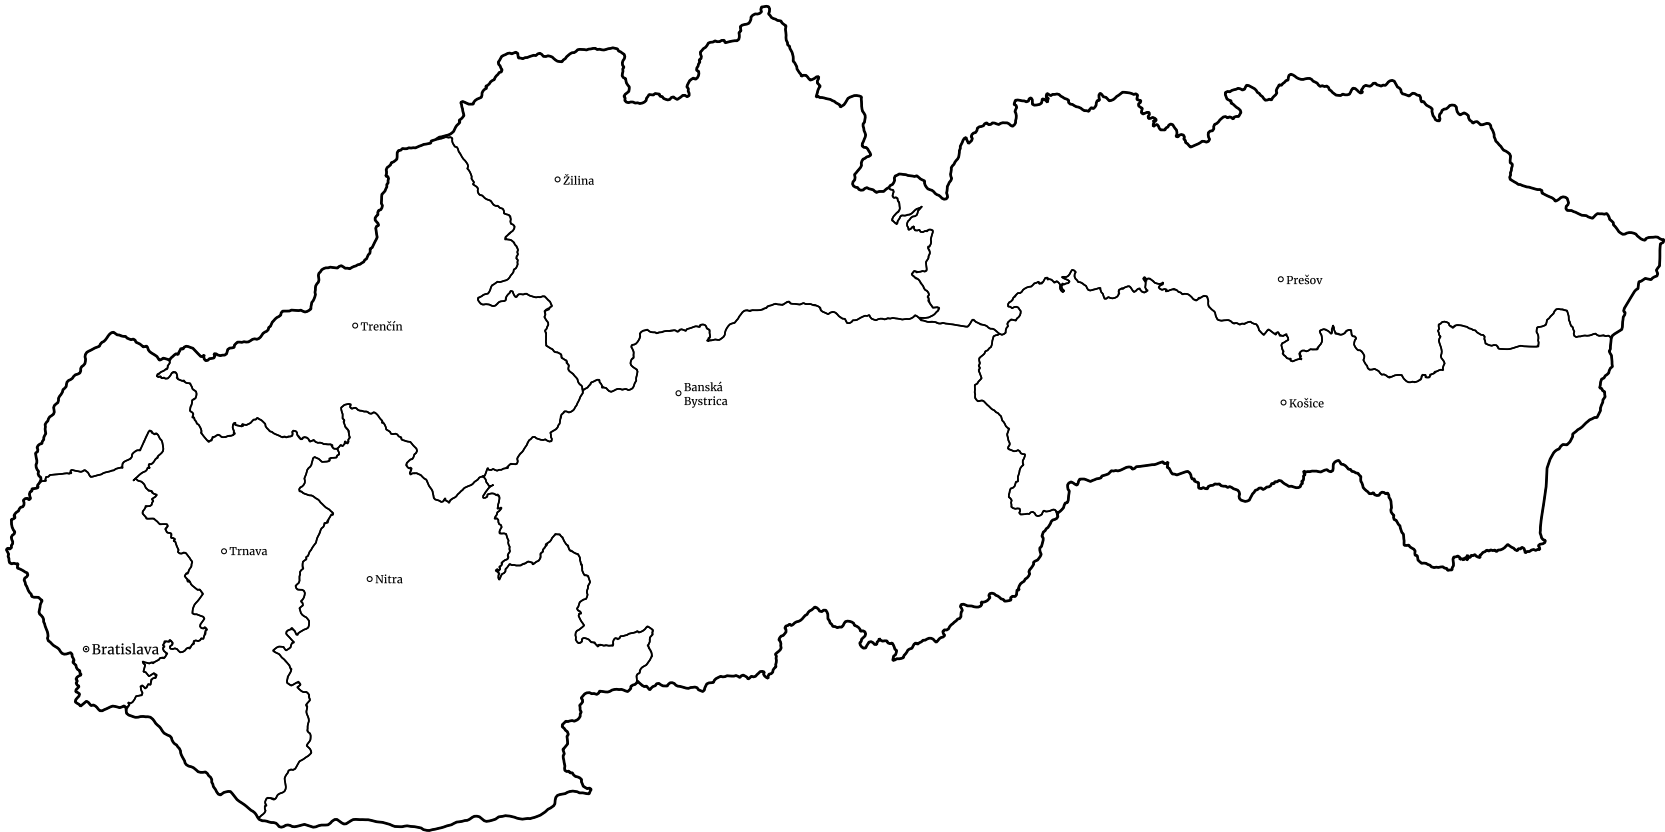 Žilina
Prešov
Trenčín
Banská
Bystrica
Košice
Trnava
Nitra
Bratislava